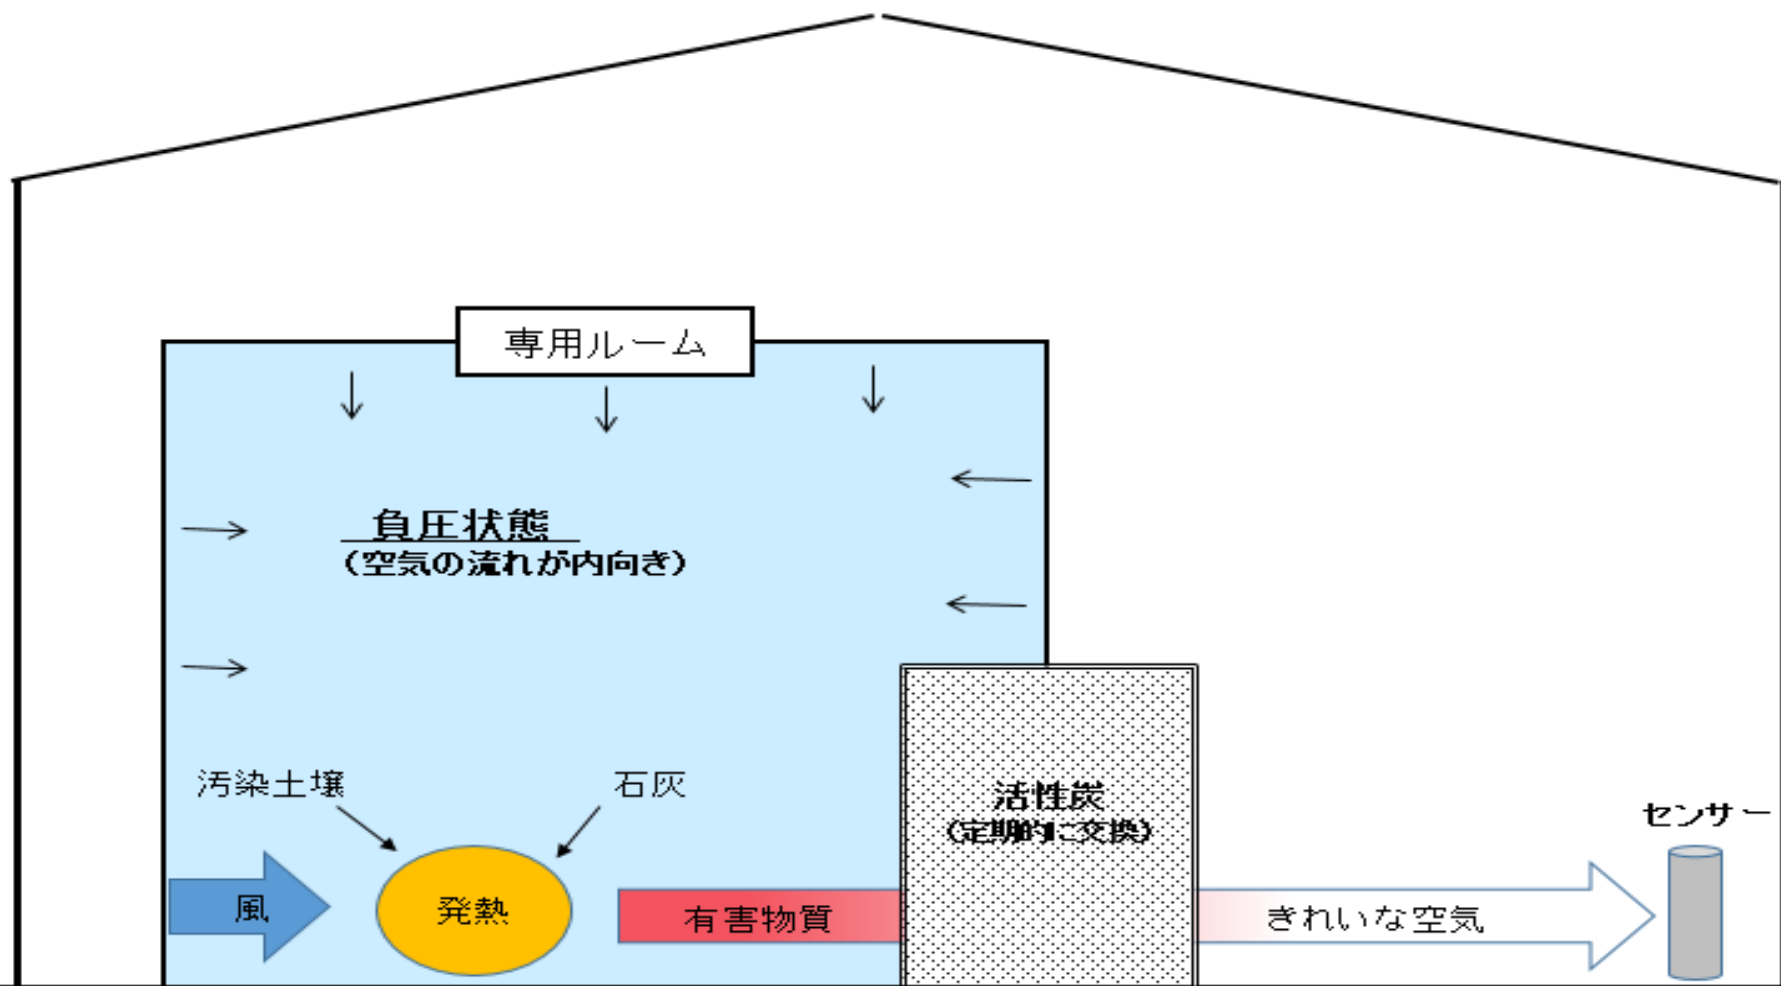 専用ルーム
負圧状態
(空気の流れが内向き)
汚染土壌
石灰
活性炭
(定期的に交換)
センサー
風
発熱
有害物質
きれいな空気